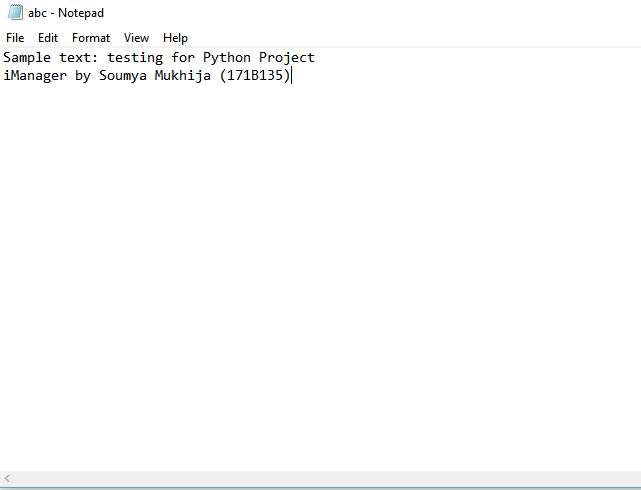 abc - Notepad
File Edit Format View Help
Sample text: testing for Python Project
iManager by Soumya Mukhija (171B135)